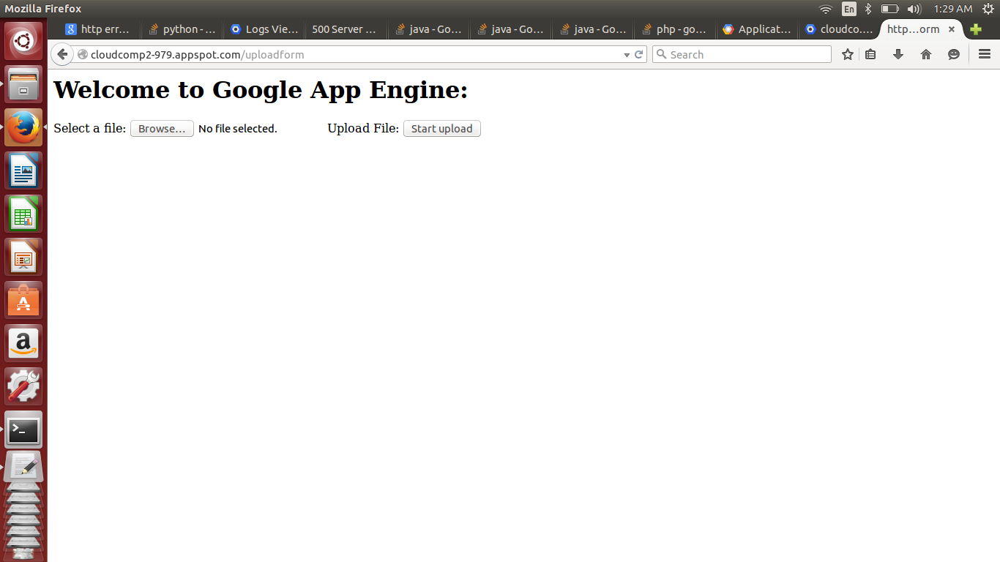 Mozilla Firefox
En
1:29 AM
http err...
python - ...
Logs Vie...
500 Server ...
java - Go...
java - Go...
java - Go...
php - go...
Applicat...
cloudco....
http...orm
cloudcomp2-979.appspot.com/uploadform
Search
Welcome to Google App Engine:
Select a file: Browse... No file selected. Upload File: Start upload